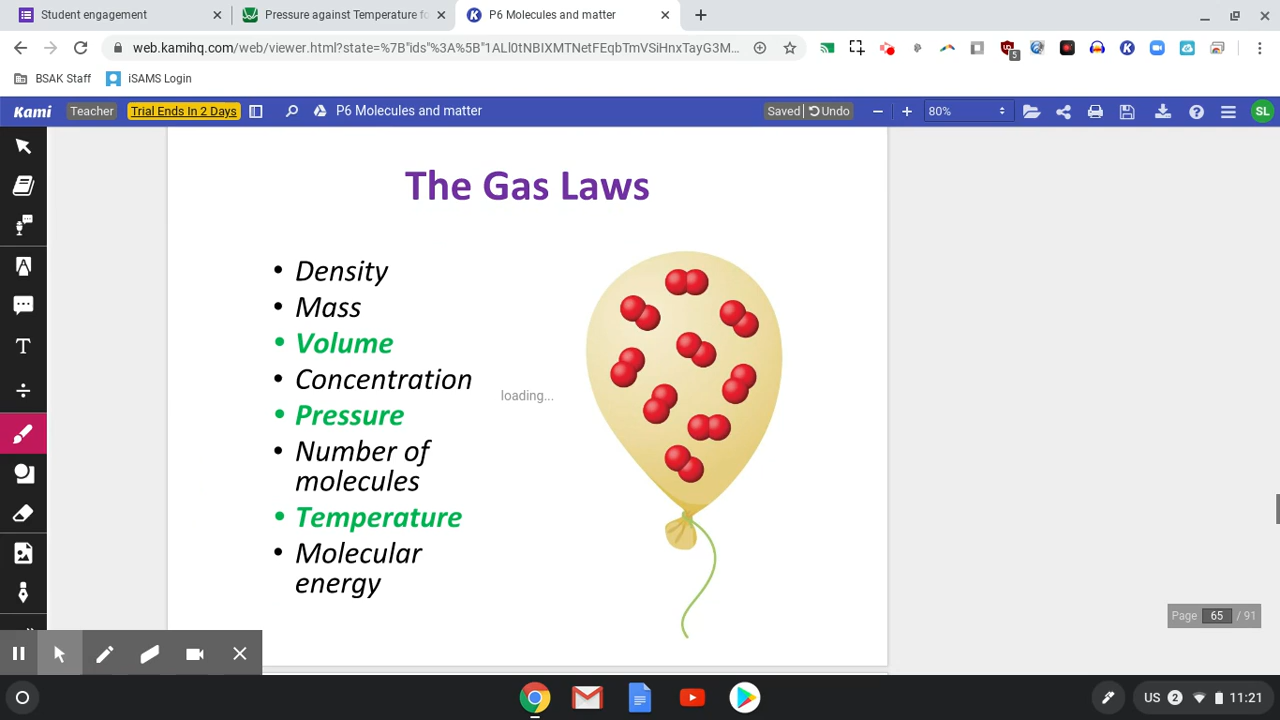 Student engagement
Pressure against Temperature fo
P6 Molecules and matter
web.kamihq.com/web/viewer.html?state=%7B"ids"%3A%5B"1ALl0tNBIXMTNetFEqbTmVSiHnxTayG3M...
5
BSAK Staff
iSAMS Login
Kami
Teacher
Trial Ends In 2 Days
P6 Molecules and matter
Saved
Undo
80%
SL
The Gas Laws
• Density
• Mass
• Volume
• Concentration
loading...
• Pressure
• Number of
molecules
• Temperature
• Molecular
energy
Page 65 / 91
US 2 11:21